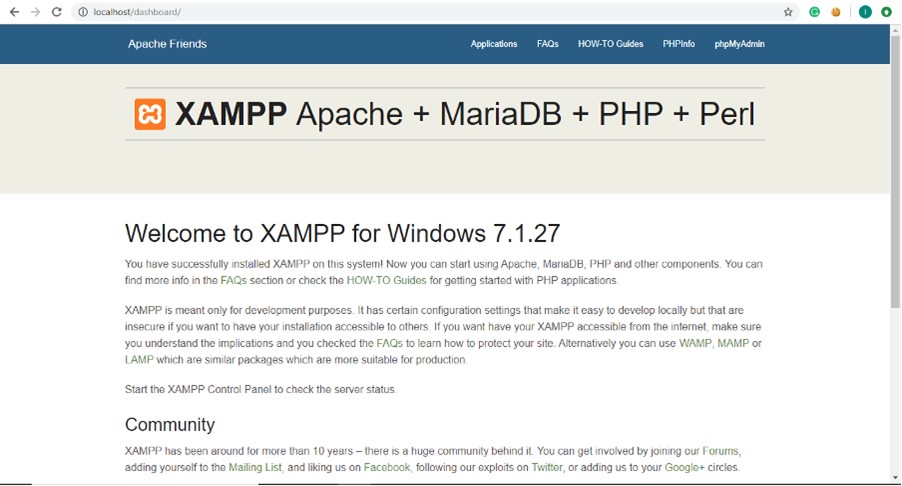 localhost/dashboard/
Apache Friends
Applications FAQs HOW-TO Guides PHPInfo phpMyAdmin
XAMPP Apache + MariaDB + PHP + Perl
Welcome to XAMPP for Windows 7.1.27
You have successfully installed XAMPP on this system! Now you can start using Apache, MariaDB, PHP and other components. You can
find more info in the FAQs section or check the HOW-TO Guides for getting started with PHP applications.
XAMPP is meant only for development purposes. It has certain configuration settings that make it easy to develop locally but that are
insecure if you want to have your installation accessible to others. If you want have your XAMPP accessible from the internet, make sure
you understand the implications and you checked the FAQs to learn how to protect your site. Alternatively you can use WAMP, MAMP or
LAMP which are similar packages which are more suitable for production.
Start the XAMPP Control Panel to check the server status.
Community
XAMPP has been around for more than 10 years – there is a huge community behind it. You can get involved by joining our Forums,
adding yourself to the Mailing List, and liking us on Facebook, following our exploits on Twitter, or adding us to your Google+ circles.